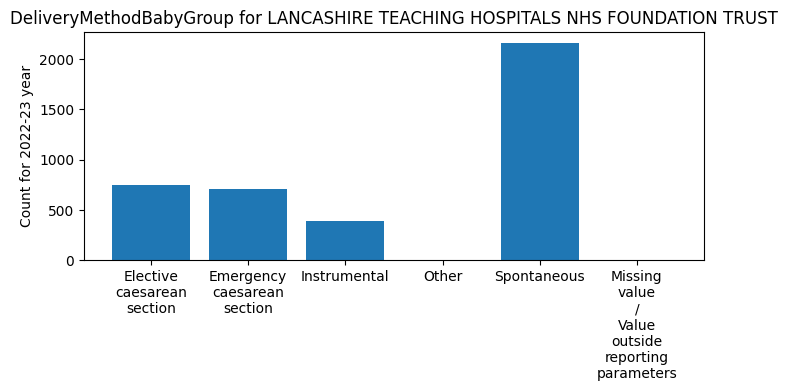 DeliveryMethodBabyGroup for LANCASHIRE TEACHING HOSPITALS NHS FOUNDATION TRUST
Count for 2022-23 year
2000
1500
1000
500
0
Elective
caesarean
section
Emergency
caesarean
section
Instrumental
Other
Spontaneous
Missing
value
/
Value
outside
reporting
parameters